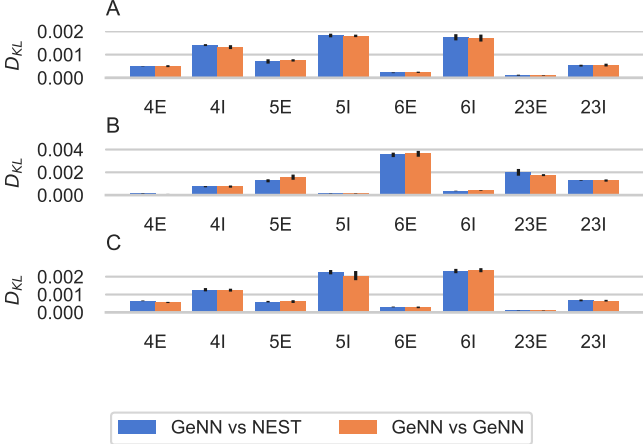 A
D_KL
0.002
0.001
0.000
4E 4I 5E 5I 6E 6I 23E 23I
B
D_KL
0.004
0.002
0.000
4E 4I 5E 5I 6E 6I 23E 23I
C
D_KL
0.002
0.001
0.000
4E 4I 5E 5I 6E 6I 23E 23I
GeNN vs NEST GeNN vs GeNN